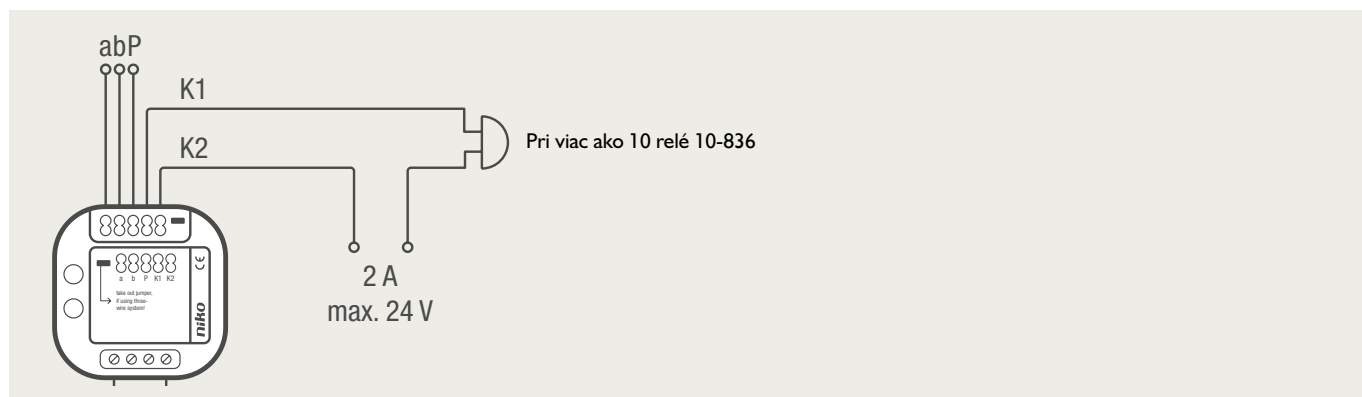 abP
K1
Pri viac ako 10 relé 10-836
K2
a b P K1 K2
take out jumper,
if using three-
wire system!
CE
niko
2 A
max. 24 V